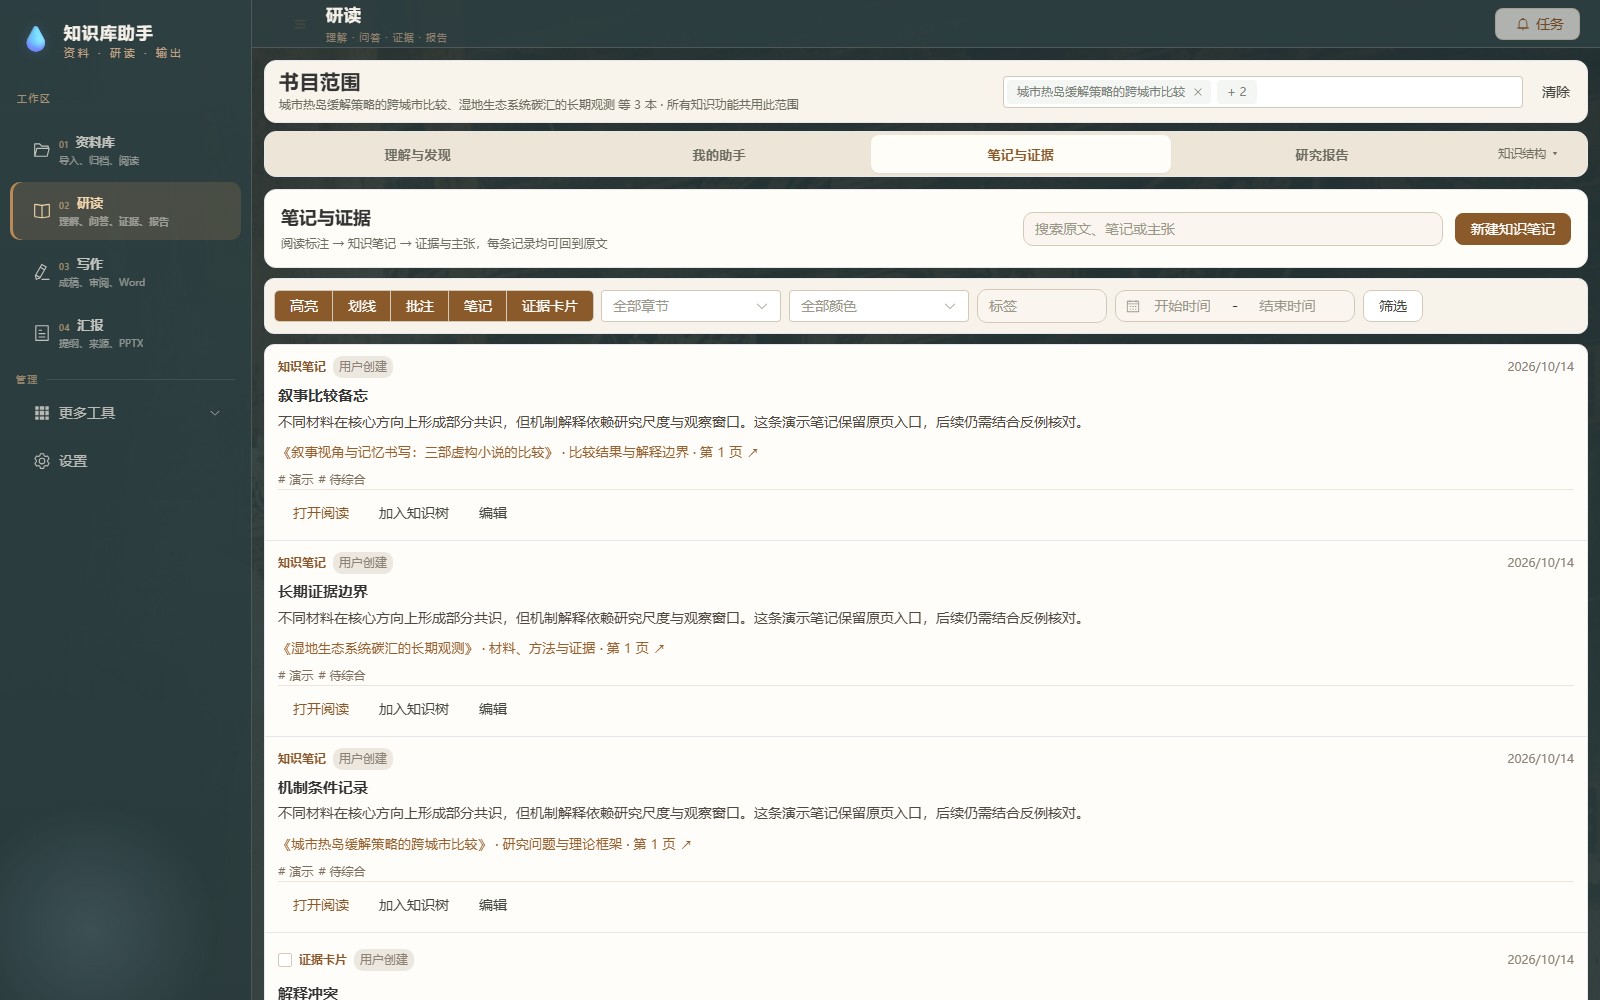 知识库助手
资料 · 研读 · 输出
工作区
01 资料库
导入、归档、阅读
02 研读
理解、问答、证据、报告
03 写作
成稿、审阅、Word
04 汇报
提纲、来源、PPTX
管理
更多工具
设置
研读
理解 · 问答 · 证据 · 报告
任务
书目范围
城市热岛缓解策略的跨城市比较、湿地生态系统碳汇的长期观测 等 3 本 · 所有知识功能共用此范围
城市热岛缓解策略的跨城市比较 ×
+ 2
清除
理解与发现
我的助手
笔记与证据
研究报告
知识结构
笔记与证据
阅读标注 → 知识笔记 → 证据与主张，每条记录均可回到原文
搜索原文、笔记或主张
新建知识笔记
高亮
划线
批注
笔记
证据卡片
全部章节
全部颜色
标签
开始时间 - 结束时间
筛选
知识笔记 用户创建 2026/10/14
叙事比较备忘
不同材料在核心方向上形成部分共识，但机制解释依赖研究尺度与观察窗口。这条演示笔记保留原页入口，后续仍需结合反例核对。
《叙事视角与记忆书写：三部虚构小说的比较》 · 比较结果与解释边界 · 第 1 页 ↗
# 演示 # 待综合
打开阅读 加入知识树 编辑
知识笔记 用户创建 2026/10/14
长期证据边界
不同材料在核心方向上形成部分共识，但机制解释依赖研究尺度与观察窗口。这条演示笔记保留原页入口，后续仍需结合反例核对。
《湿地生态系统碳汇的长期观测》 · 材料、方法与证据 · 第 1 页 ↗
# 演示 # 待综合
打开阅读 加入知识树 编辑
知识笔记 用户创建 2026/10/14
机制条件记录
不同材料在核心方向上形成部分共识，但机制解释依赖研究尺度与观察窗口。这条演示笔记保留原页入口，后续仍需结合反例核对。
《城市热岛缓解策略的跨城市比较》 · 研究问题与理论框架 · 第 1 页 ↗
# 演示 # 待综合
打开阅读 加入知识树 编辑
证据卡片 用户创建 2026/10/14
解释冲突